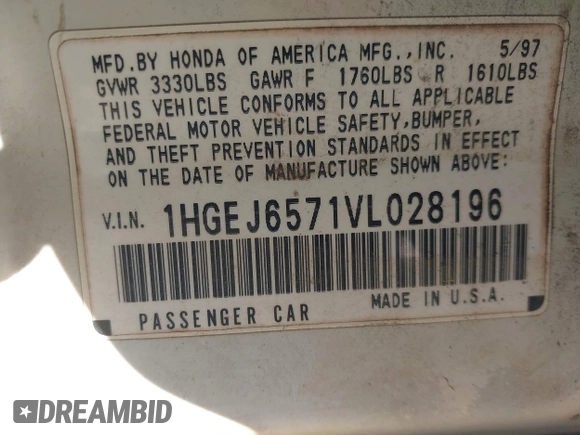 MFD.BY HONDA OF AMERICA MFG.,INC. 5/97
GVWR 3330LBS GAWR F 1760LBS R 1610LBS
THIS VEHICLE CONFORMS TO ALL APPLICABLE
FEDERAL MOTOR VEHICLE SAFETY,BUMPER,
AND THEFT PREVENTION STANDARDS IN EFFECT
ON THE DATE OF MANUFACTURE SHOWN ABOVE:
V.I.N. 1HGEJ6571VL028196
PASSENGER CAR MADE IN U.S.A.
DREAMBID